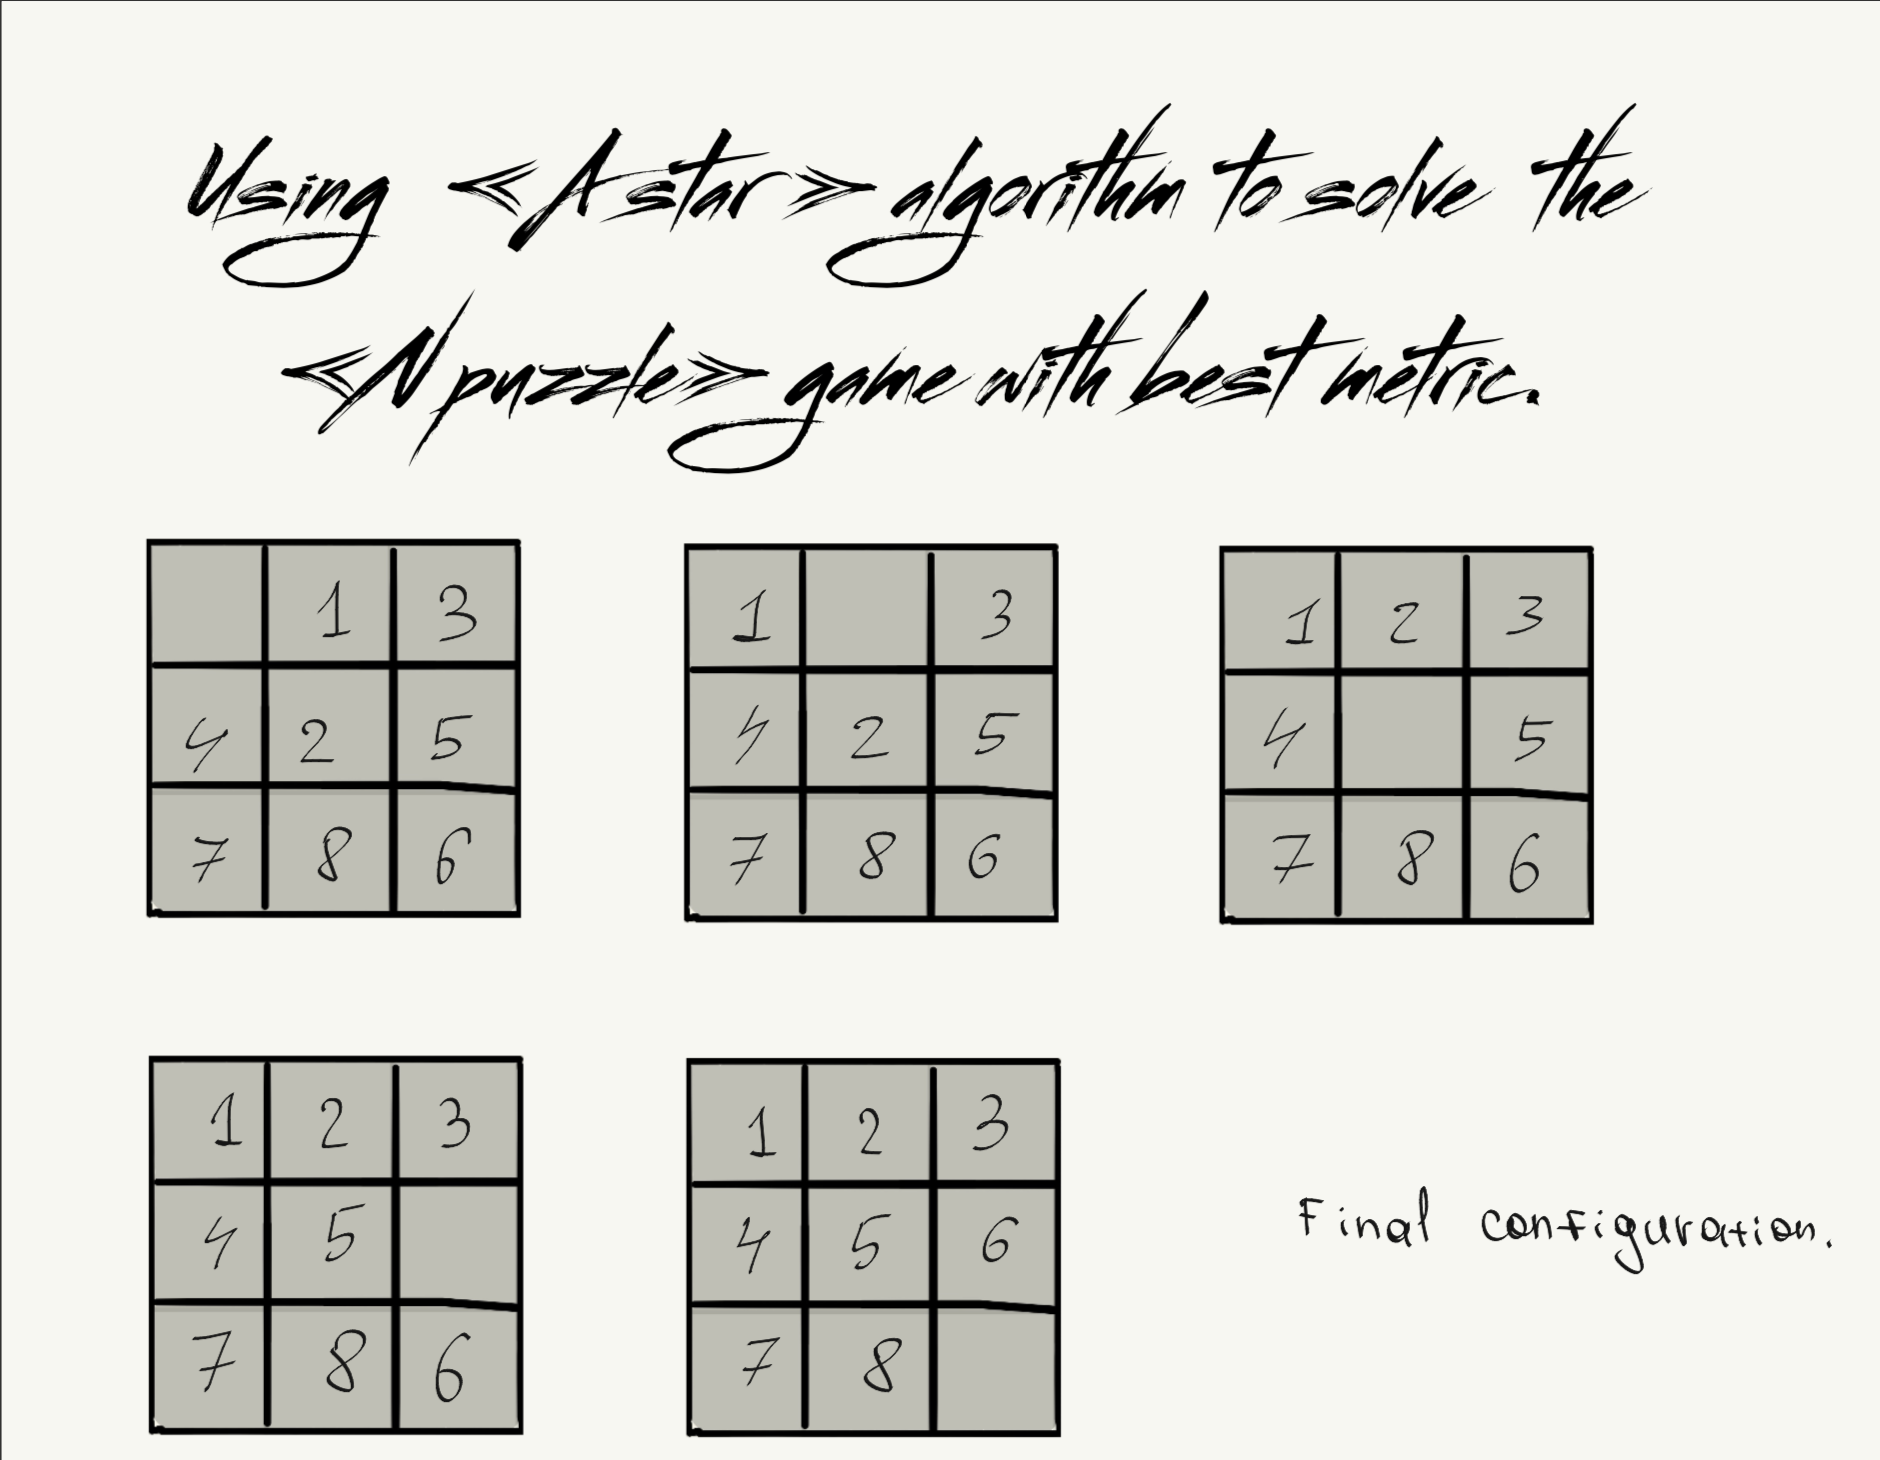 Using <<A star>> algorithm to solve the
<<N puzzle>> game with best metric.
1 3
4 2 5
7 8 6
1 3
4 2 5
7 8 6
1 2 3
4 5
7 8 6
1 2 3
4 5
7 8 6
1 2 3
4 5 6
7 8
Final configuration.